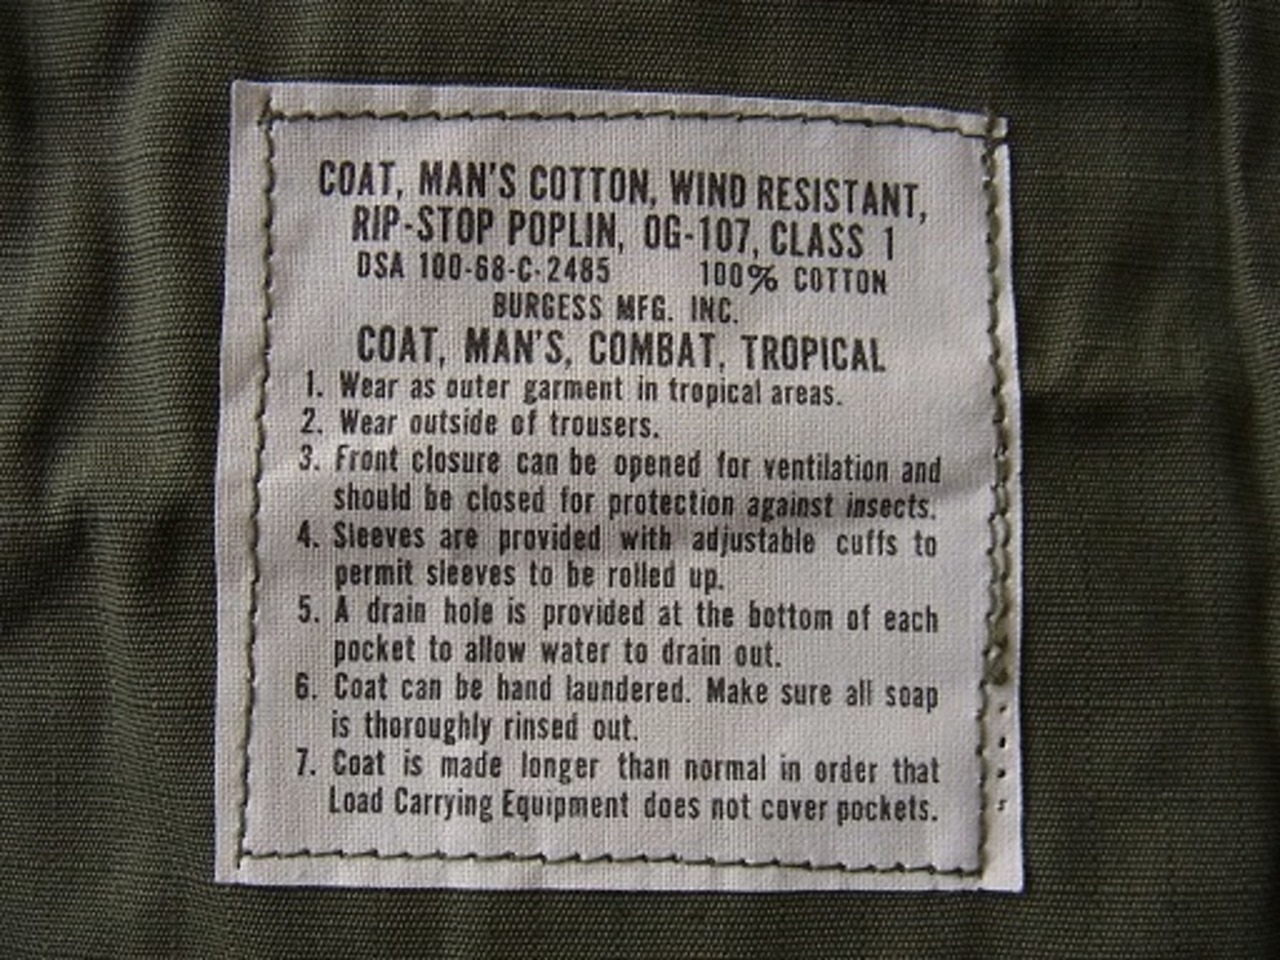 COAT, MAN'S COTTON, WIND RESISTANT,
RIP-STOP POPLIN, OG-107, CLASS 1
DSA 100-68-C-2485 100% COTTON
BURGESS MFG. INC.
COAT, MAN'S, COMBAT, TROPICAL
1. Wear as outer garment in tropical areas.
2. Wear outside of trousers.
3. Front closure can be opened for ventilation and
should be closed for protection against insects.
4. Sleeves are provided with adjustable cuffs to
permit sleeves to be rolled up.
5. A drain hole is provided at the bottom of each
pocket to allow water to drain out.
6. Coat can be hand laundered. Make sure all soap
is thoroughly rinsed out.
7. Coat is made longer than normal in order that
Load Carrying Equipment does not cover pockets.